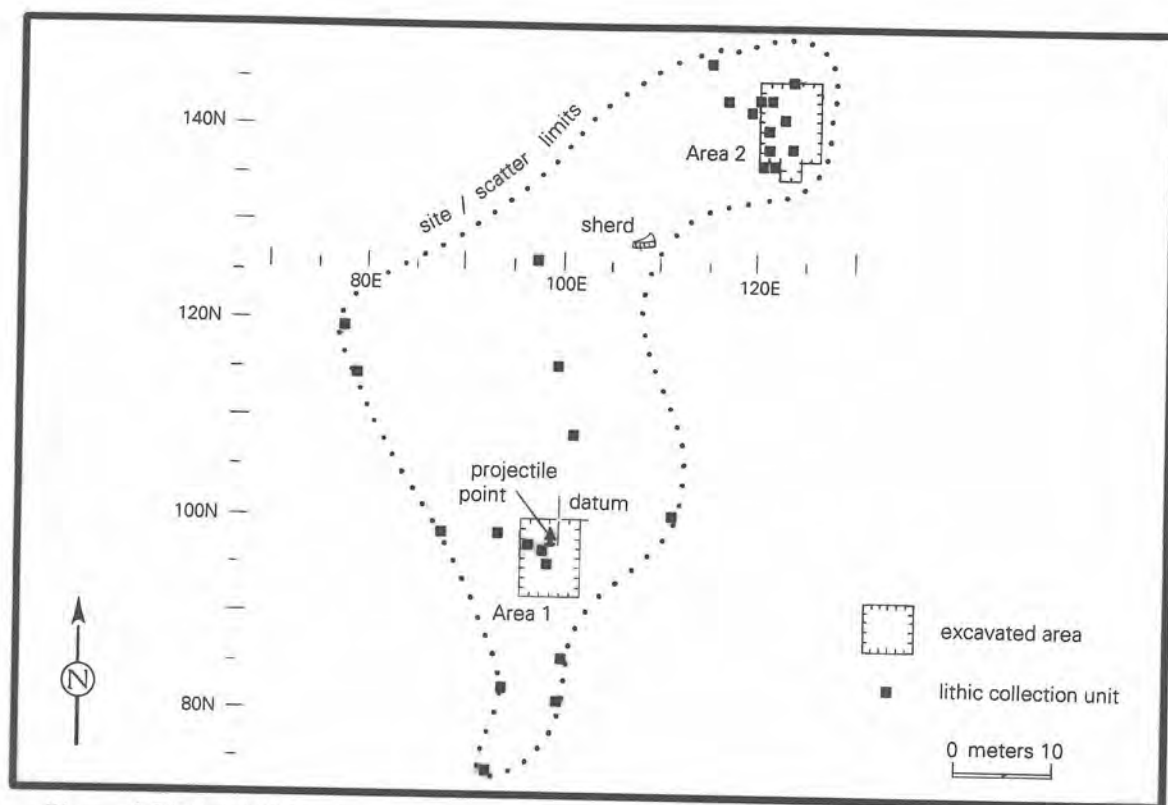 140N
Area 2
site / scatter limits
sherd
80E
100E
120E
120N
projectile
point
datum
100N
Area 1
excavated area
N
80N
lithic collection unit
0 meters 10